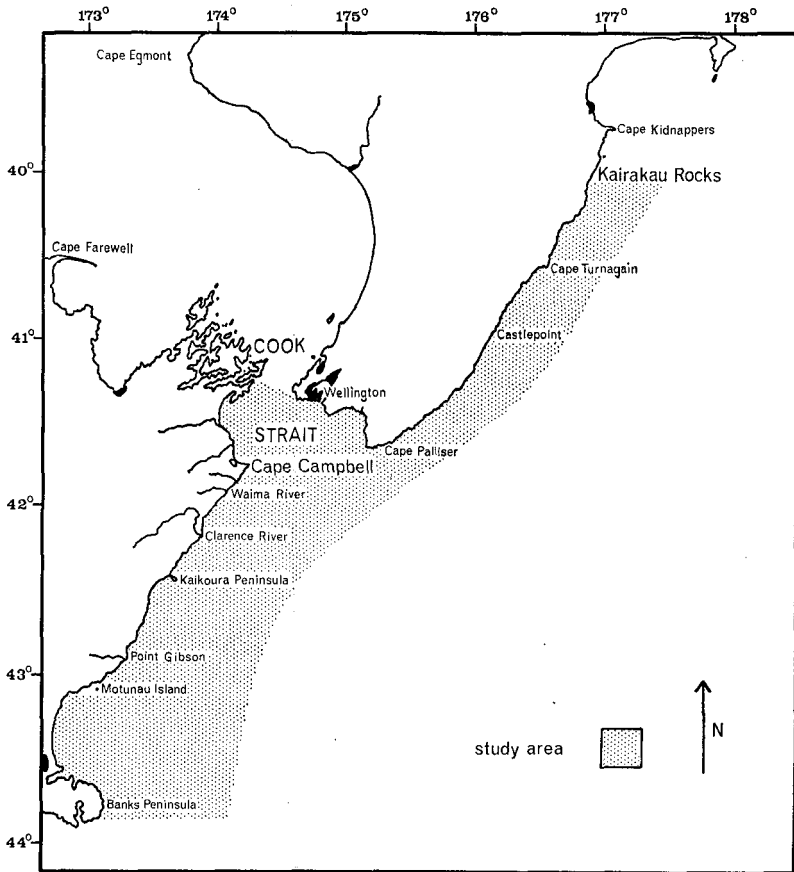 173° 174° 175° 176° 177° 178°
Cape Egmont
Cape Kidnappers
40°
Kairakau Rocks
Cape Farewell
Cape Turnagain
41°
COOK
Castlepoint
Wellington
STRAIT
Cape Palliser
Cape Campbell
Waima River
42°
Clarence River
Kaikoura Peninsula
Point Gibson
43°
Motunau Island
N
study area
Banks Peninsula
44°